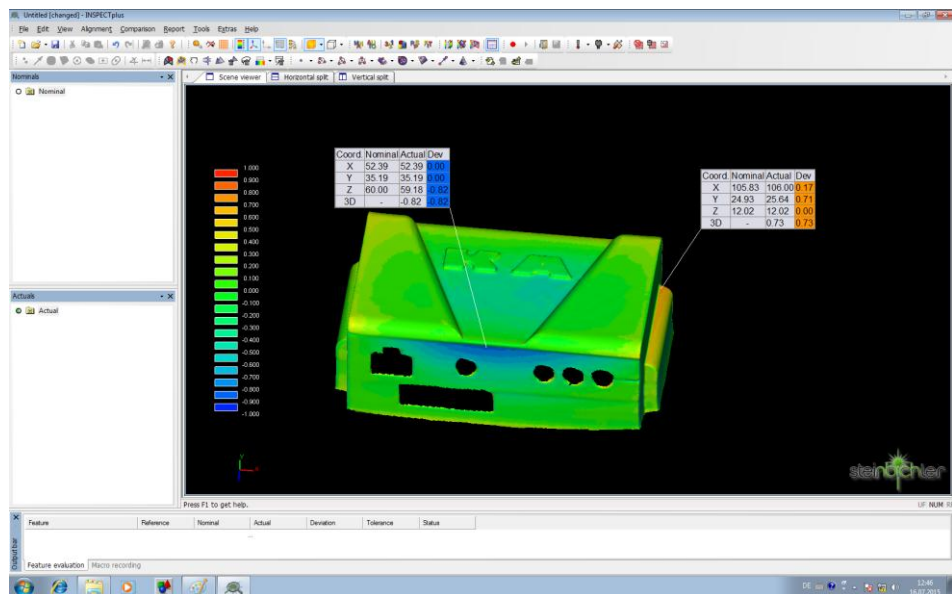 Untitled [changed] - INSPECTplus
File Edit View Alignment Comparison Report Tools Extras Help
Scene viewer Horizontal split Vertical split
Nominals
Nominal
Actuals
Actual
1.000
0.900
0.800
0.700
0.600
0.500
0.400
0.300
0.200
0.100
0.000
-0.100
-0.200
-0.300
-0.400
-0.500
-0.600
-0.700
-0.800
-0.900
-1.000
Coord. Nominal Actual Dev
X 52.39 52.39 0.00
Y 35.19 35.19 0.00
Z 60.00 59.18 -0.82
3D - -0.82 -0.82
Coord. Nominal Actual Dev
X 105.83 106.00 0.17
Y 24.93 25.64 0.71
Z 12.02 12.02 0.00
3D - 0.73 0.73
Y
X
steinbichler
Press F1 to get help.
UF NUM
Output bar
Feature Reference Nominal Actual Deviation Tolerance Status
...
Feature evaluation Macro recording
DE
12:46
16.07.2015